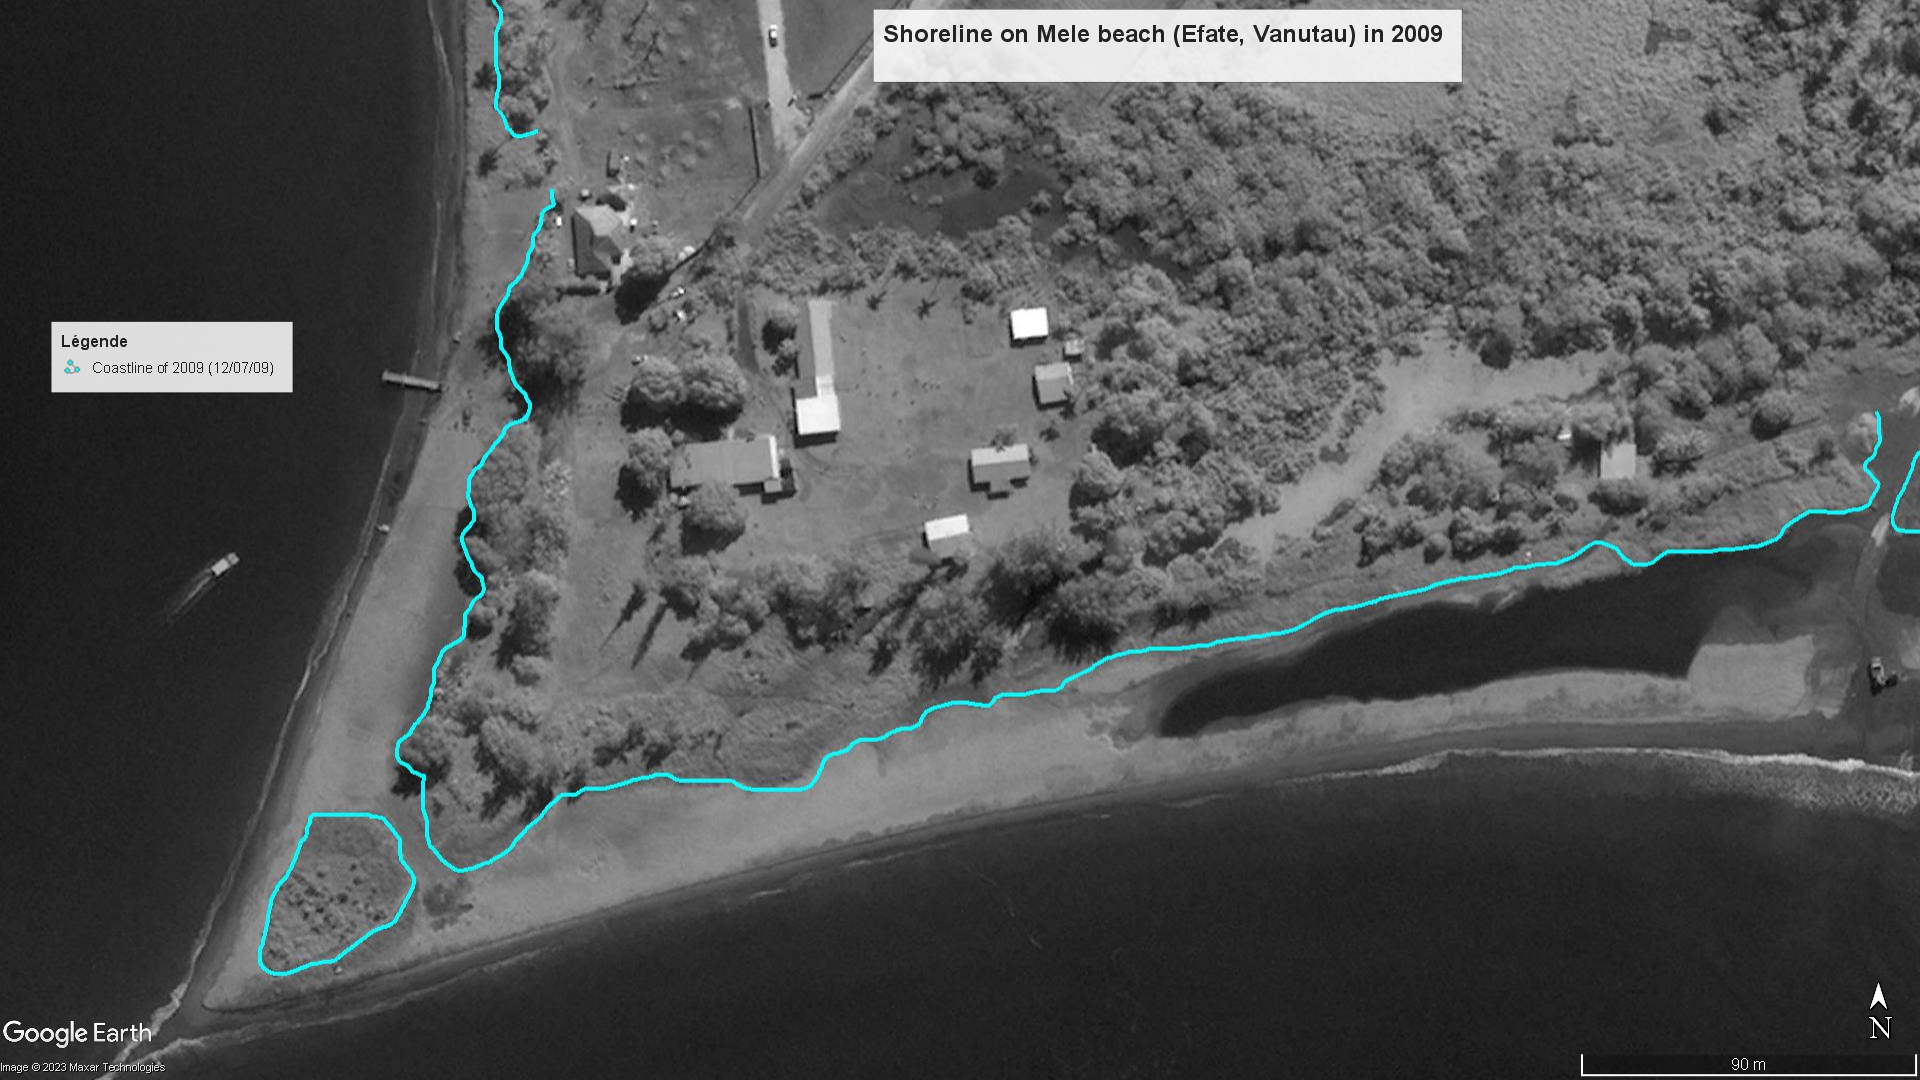 Shoreline on Mele beach (Efate, Vanutau) in 2009
Légende
Coastline of 2009 (12/07/09)
Google Earth
Image © 2023 Maxar Technologies
N
90 m